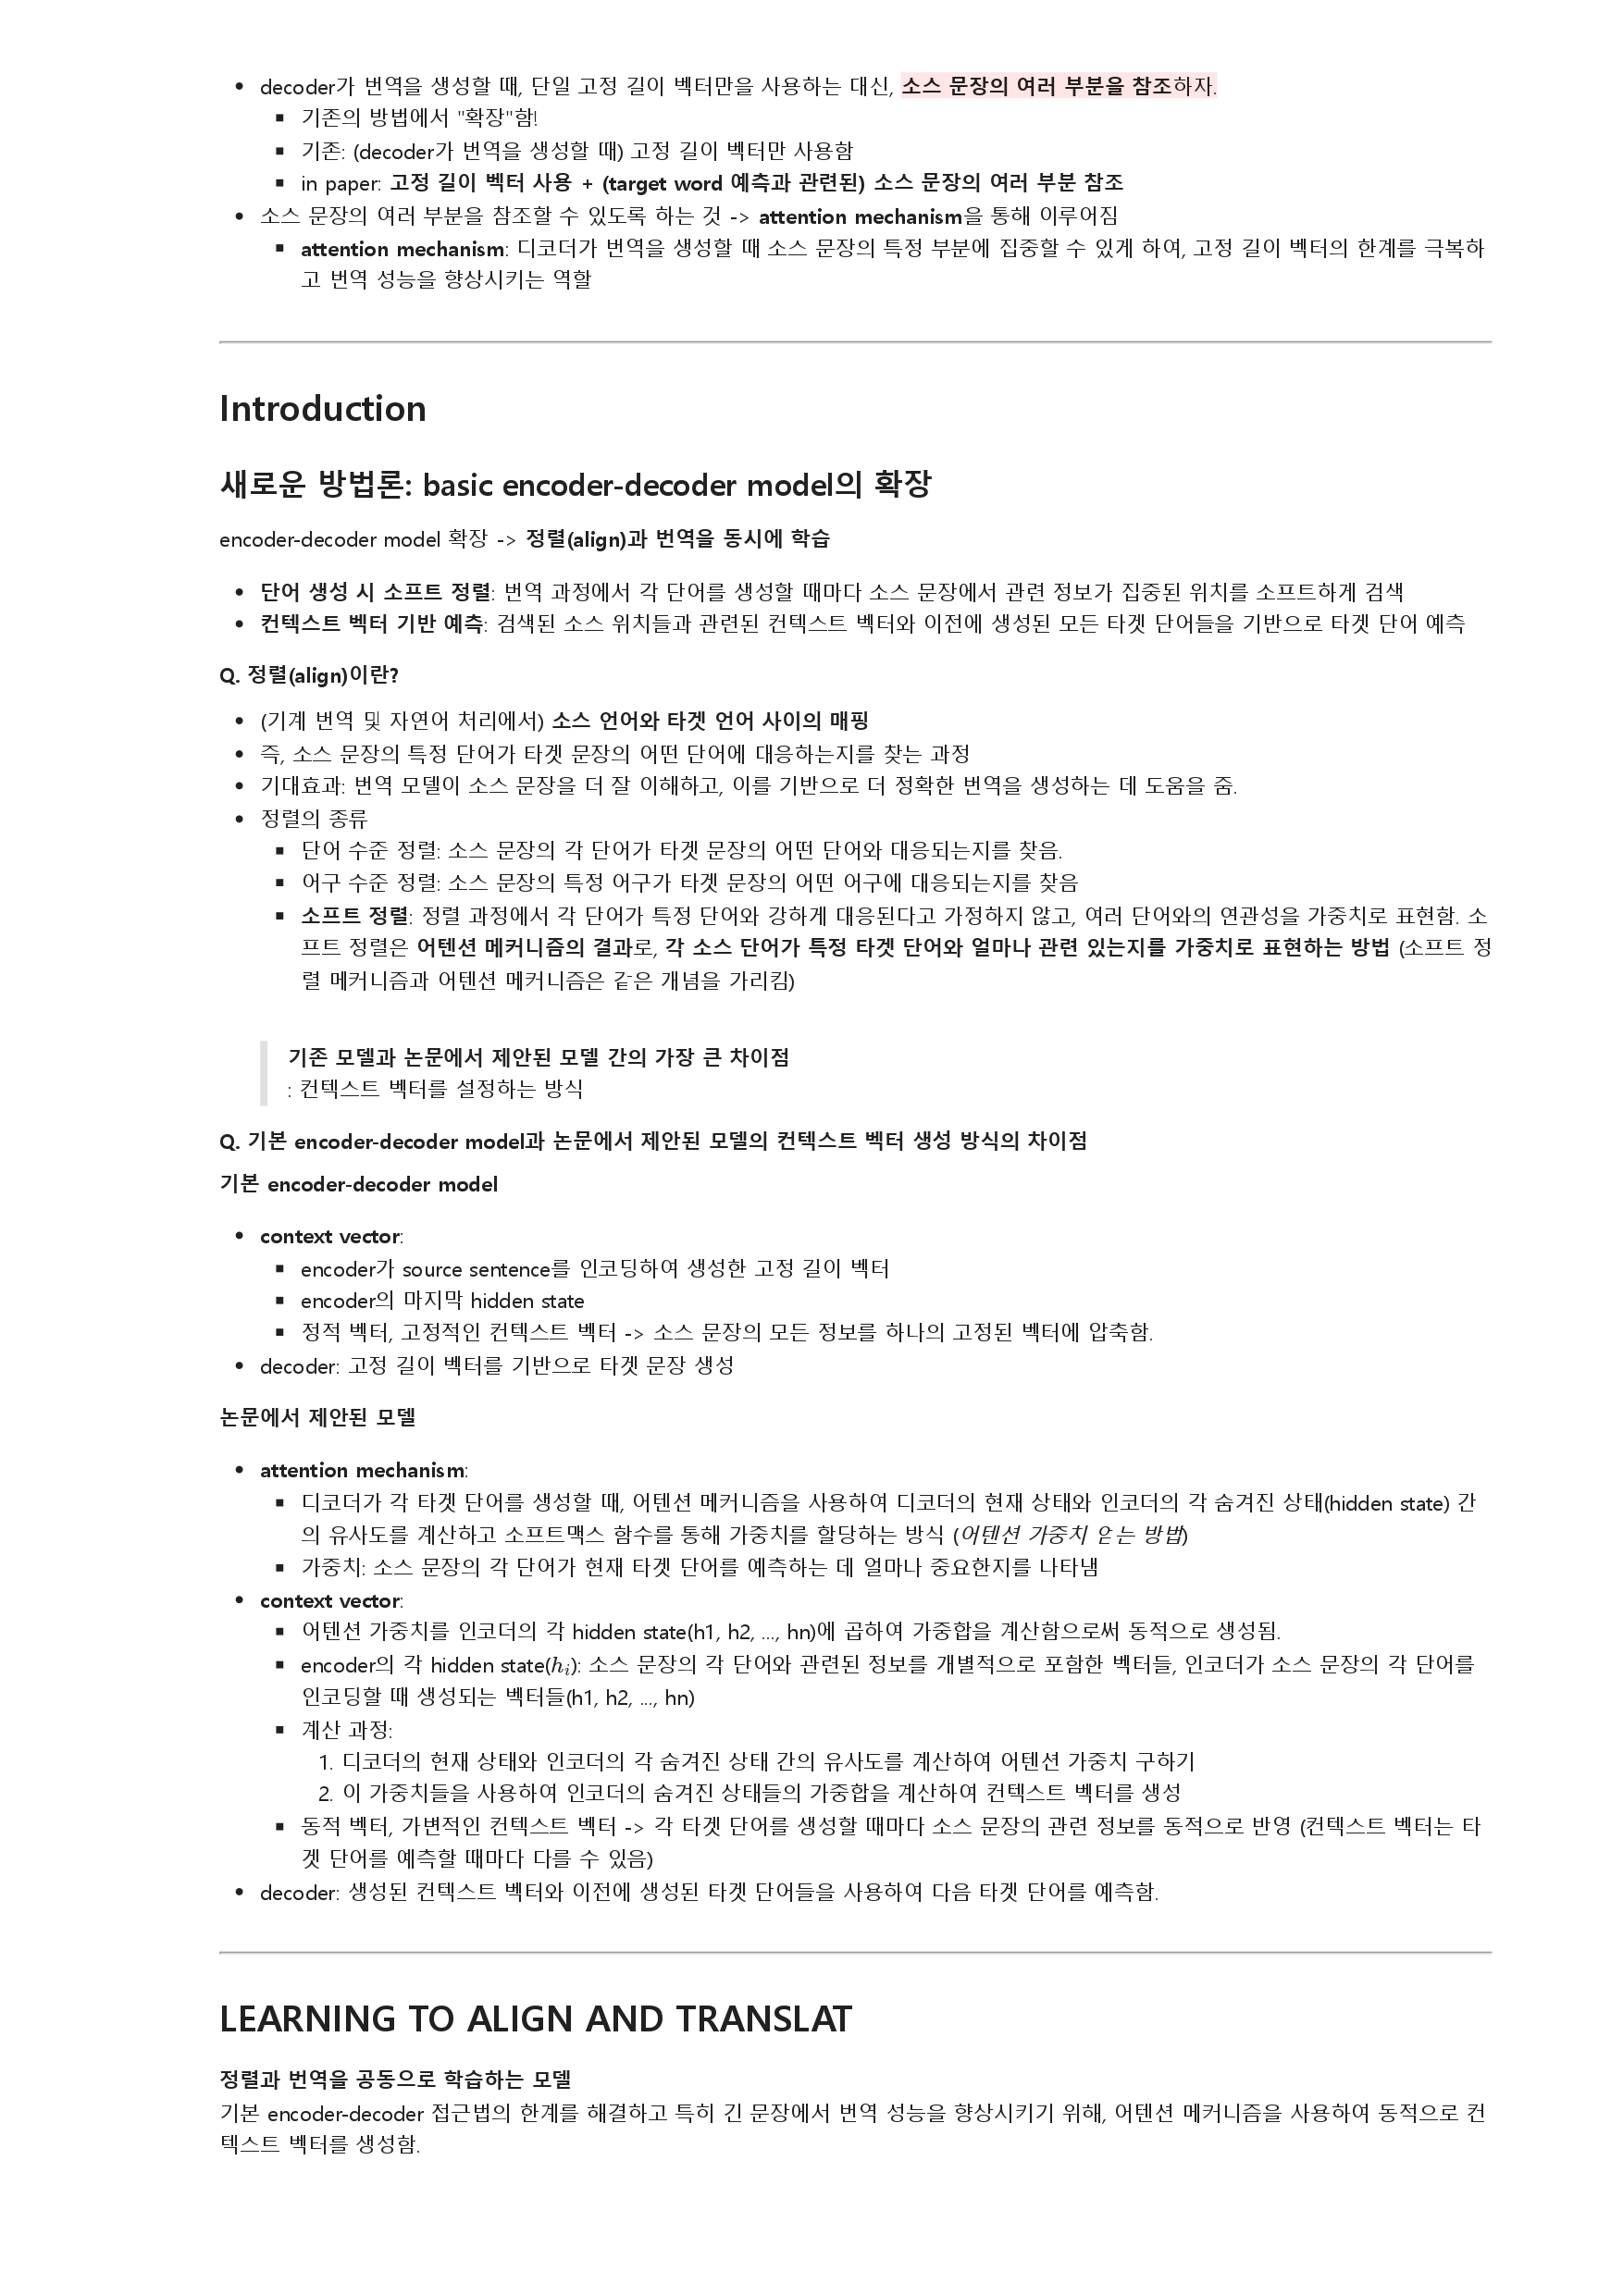 decoder가 번역을 생성할 때, 단일 고정 길이 벡터만을 사용하는 대신, 소스 문장의 여러 부분을 참조하자.
기존의 방법에서 "확장"함!
기존: (decoder가 번역을 생성할 때) 고정 길이 벡터만 사용함
in paper: 고정 길이 벡터 사용 + (target word 예측과 관련된) 소스 문장의 여러 부분 참조
소스 문장의 여러 부분을 참조할 수 있도록 하는 것 -> attention mechanism을 통해 이루어짐
attention mechanism: 디코더가 번역을 생성할 때 소스 문장의 특정 부분에 집중할 수 있게 하여, 고정 길이 벡터의 한계를 극복하
고 번역 성능을 향상시키는 역할
Introduction
새로운 방법론: basic encoder-decoder model의 확장
encoder-decoder model 확장 -> 정렬(align)과 번역을 동시에 학습
단어 생성 시 소프트 정렬: 번역 과정에서 각 단어를 생성할 때마다 소스 문장에서 관련 정보가 집중된 위치를 소프트하게 검색
컨텍스트 벡터 기반 예측: 검색된 소스 위치들과 관련된 컨텍스트 벡터와 이전에 생성된 모든 타겟 단어들을 기반으로 타겟 단어 예측
Q. 정렬(align)이란?
(기계 번역 및 자연어 처리에서) 소스 언어와 타겟 언어 사이의 매핑
즉, 소스 문장의 특정 단어가 타겟 문장의 어떤 단어에 대응하는지를 찾는 과정
기대효과: 번역 모델이 소스 문장을 더 잘 이해하고, 이를 기반으로 더 정확한 번역을 생성하는 데 도움을 줌.
정렬의 종류
단어 수준 정렬: 소스 문장의 각 단어가 타겟 문장의 어떤 단어와 대응되는지를 찾음.
어구 수준 정렬: 소스 문장의 특정 어구가 타겟 문장의 어떤 어구에 대응되는지를 찾음
소프트 정렬: 정렬 과정에서 각 단어가 특정 단어와 강하게 대응된다고 가정하지 않고, 여러 단어와의 연관성을 가중치로 표현함. 소
프트 정렬은 어텐션 메커니즘의 결과로, 각 소스 단어가 특정 타겟 단어와 얼마나 관련 있는지를 가중치로 표현하는 방법 (소프트 정
렬 메커니즘과 어텐션 메커니즘은 같은 개념을 가리킴)
기존 모델과 논문에서 제안된 모델 간의 가장 큰 차이점
: 컨텍스트 벡터를 설정하는 방식
Q. 기본 encoder-decoder model과 논문에서 제안된 모델의 컨텍스트 벡터 생성 방식의 차이점
기본 encoder-decoder model
context vector:
encoder가 source sentence를 인코딩하여 생성한 고정 길이 벡터
encoder의 마지막 hidden state
정적 벡터, 고정적인 컨텍스트 벡터 -> 소스 문장의 모든 정보를 하나의 고정된 벡터에 압축함.
decoder: 고정 길이 벡터를 기반으로 타겟 문장 생성
논문에서 제안된 모델
attention mechanism:
디코더가 각 타겟 단어를 생성할 때, 어텐션 메커니즘을 사용하여 디코더의 현재 상태와 인코더의 각 숨겨진 상태(hidden state) 간
의 유사도를 계산하고 소프트맥스 함수를 통해 가중치를 할당하는 방식 (어텐션 가중치 얻는 방법)
가중치: 소스 문장의 각 단어가 현재 타겟 단어를 예측하는 데 얼마나 중요한지를 나타냄
context vector:
어텐션 가중치를 인코더의 각 hidden state(h1, h2, ..., hn)에 곱하여 가중합을 계산함으로써 동적으로 생성됨.
encoder의 각 hidden state(hᵢ): 소스 문장의 각 단어와 관련된 정보를 개별적으로 포함한 벡터들, 인코더가 소스 문장의 각 단어를
인코딩할 때 생성되는 벡터들(h1, h2, ..., hn)
계산 과정:
1. 디코더의 현재 상태와 인코더의 각 숨겨진 상태 간의 유사도를 계산하여 어텐션 가중치 구하기
2. 이 가중치들을 사용하여 인코더의 숨겨진 상태들의 가중합을 계산하여 컨텍스트 벡터를 생성
동적 벡터, 가변적인 컨텍스트 벡터 -> 각 타겟 단어를 생성할 때마다 소스 문장의 관련 정보를 동적으로 반영 (컨텍스트 벡터는 타
겟 단어를 예측할 때마다 다를 수 있음)
decoder: 생성된 컨텍스트 벡터와 이전에 생성된 타겟 단어들을 사용하여 다음 타겟 단어를 예측함.
LEARNING TO ALIGN AND TRANSLAT
정렬과 번역을 공동으로 학습하는 모델
기본 encoder-decoder 접근법의 한계를 해결하고 특히 긴 문장에서 번역 성능을 향상시키기 위해, 어텐션 메커니즘을 사용하여 동적으로 컨
텍스트 벡터를 생성함.